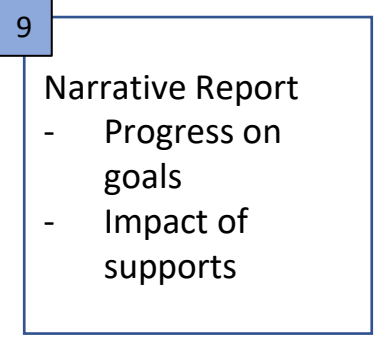 9
Narrative Report
- Progress on
goals
- Impact of
supports